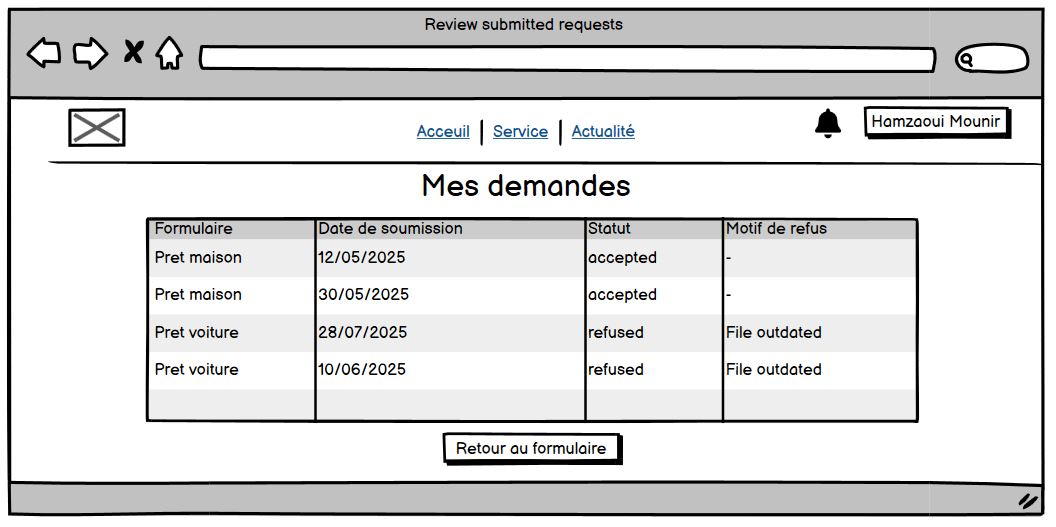 Review submitted requests
Acceuil Service Actualité Hamzaoui Mounir
Mes demandes
Formulaire Date de soumission Statut Motif de refus
Pret maison 12/05/2025 accepted -
Pret maison 30/05/2025 accepted -
Pret voiture 28/07/2025 refused File outdated
Pret voiture 10/06/2025 refused File outdated
Retour au formulaire